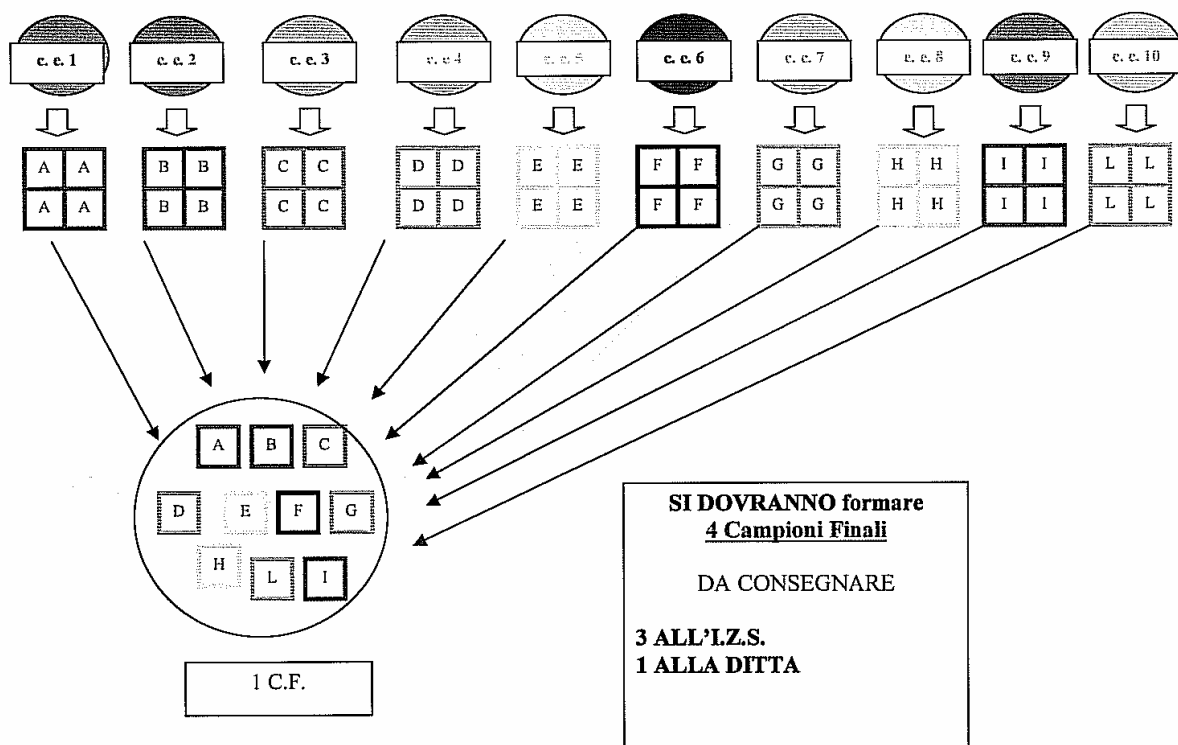 c. c. 1 c. c. 2 c. c. 3 c. c 4 c. c. 5 c. c. 6 c. c. 7 c. c. 8 c. c. 9 c. c. 10
A A B B C C D D E E F F G G H H I I L L
A A B B C C D D E E F F G G H H I I L L
A B C
D E F G
H L I
1 C.F.
SI DOVRANNO formare
4 Campioni Finali
DA CONSEGNARE
3 ALL'I.Z.S.
1 ALLA DITTA